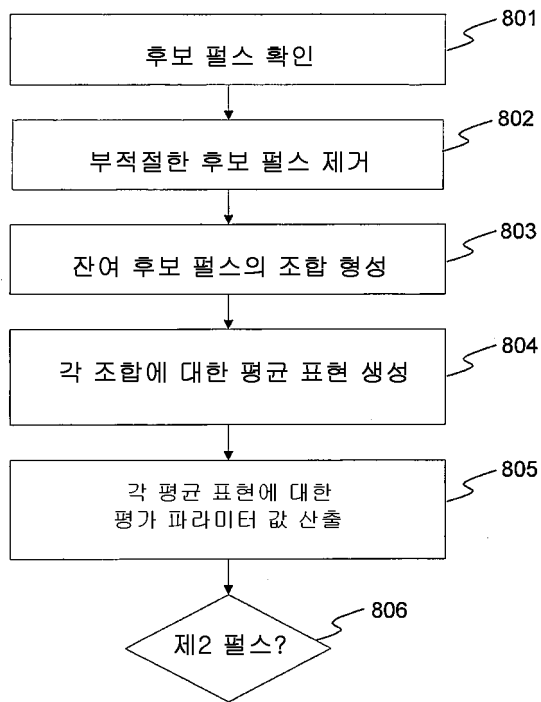 801
후보 펄스 확인
802
부적절한 후보 펄스 제거
803
잔여 후보 펄스의 조합 형성
804
각 조합에 대한 평균 표현 생성
805
각 평균 표현에 대한
평가 파라미터 값 산출
806
제2 펄스?